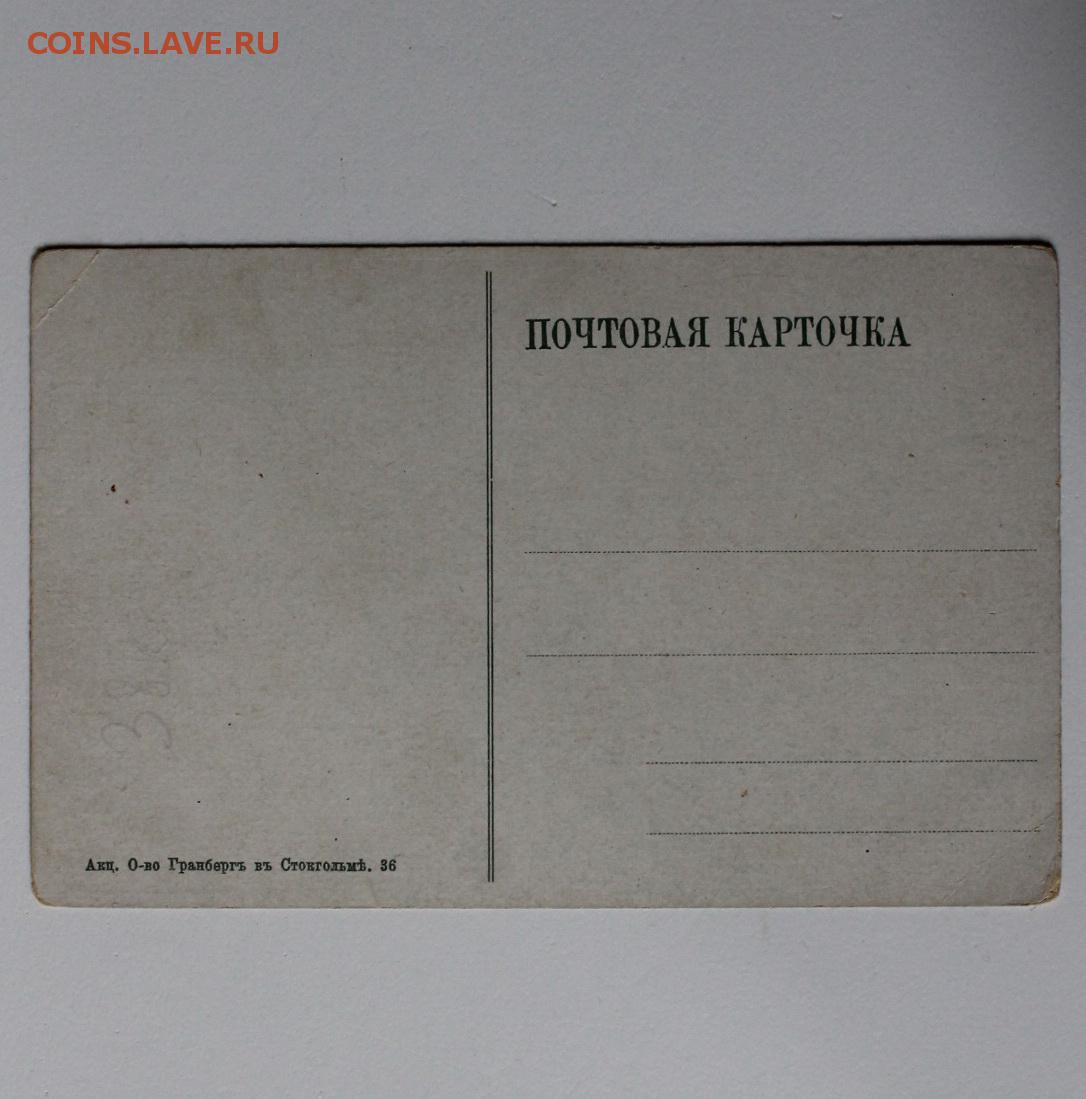 COINS.LAVE.RU
ПОЧТОВАЯ КАРТОЧКА
Акц. О-во Гранбергъ въ Стокгольмѣ. 36